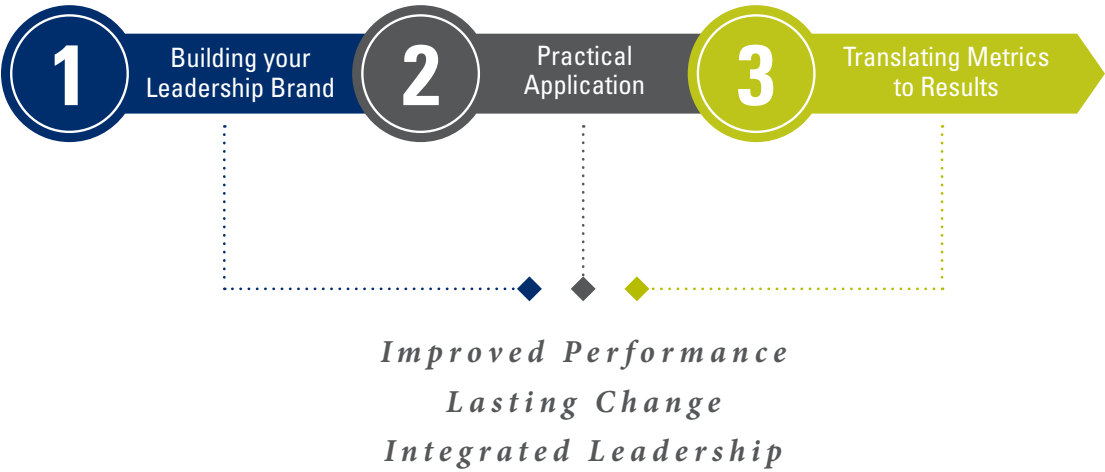 1
Building your
Leadership Brand
2
Practical
Application
3
Translating Metrics
to Results
Improved Performance
Lasting Change
Integrated Leadership